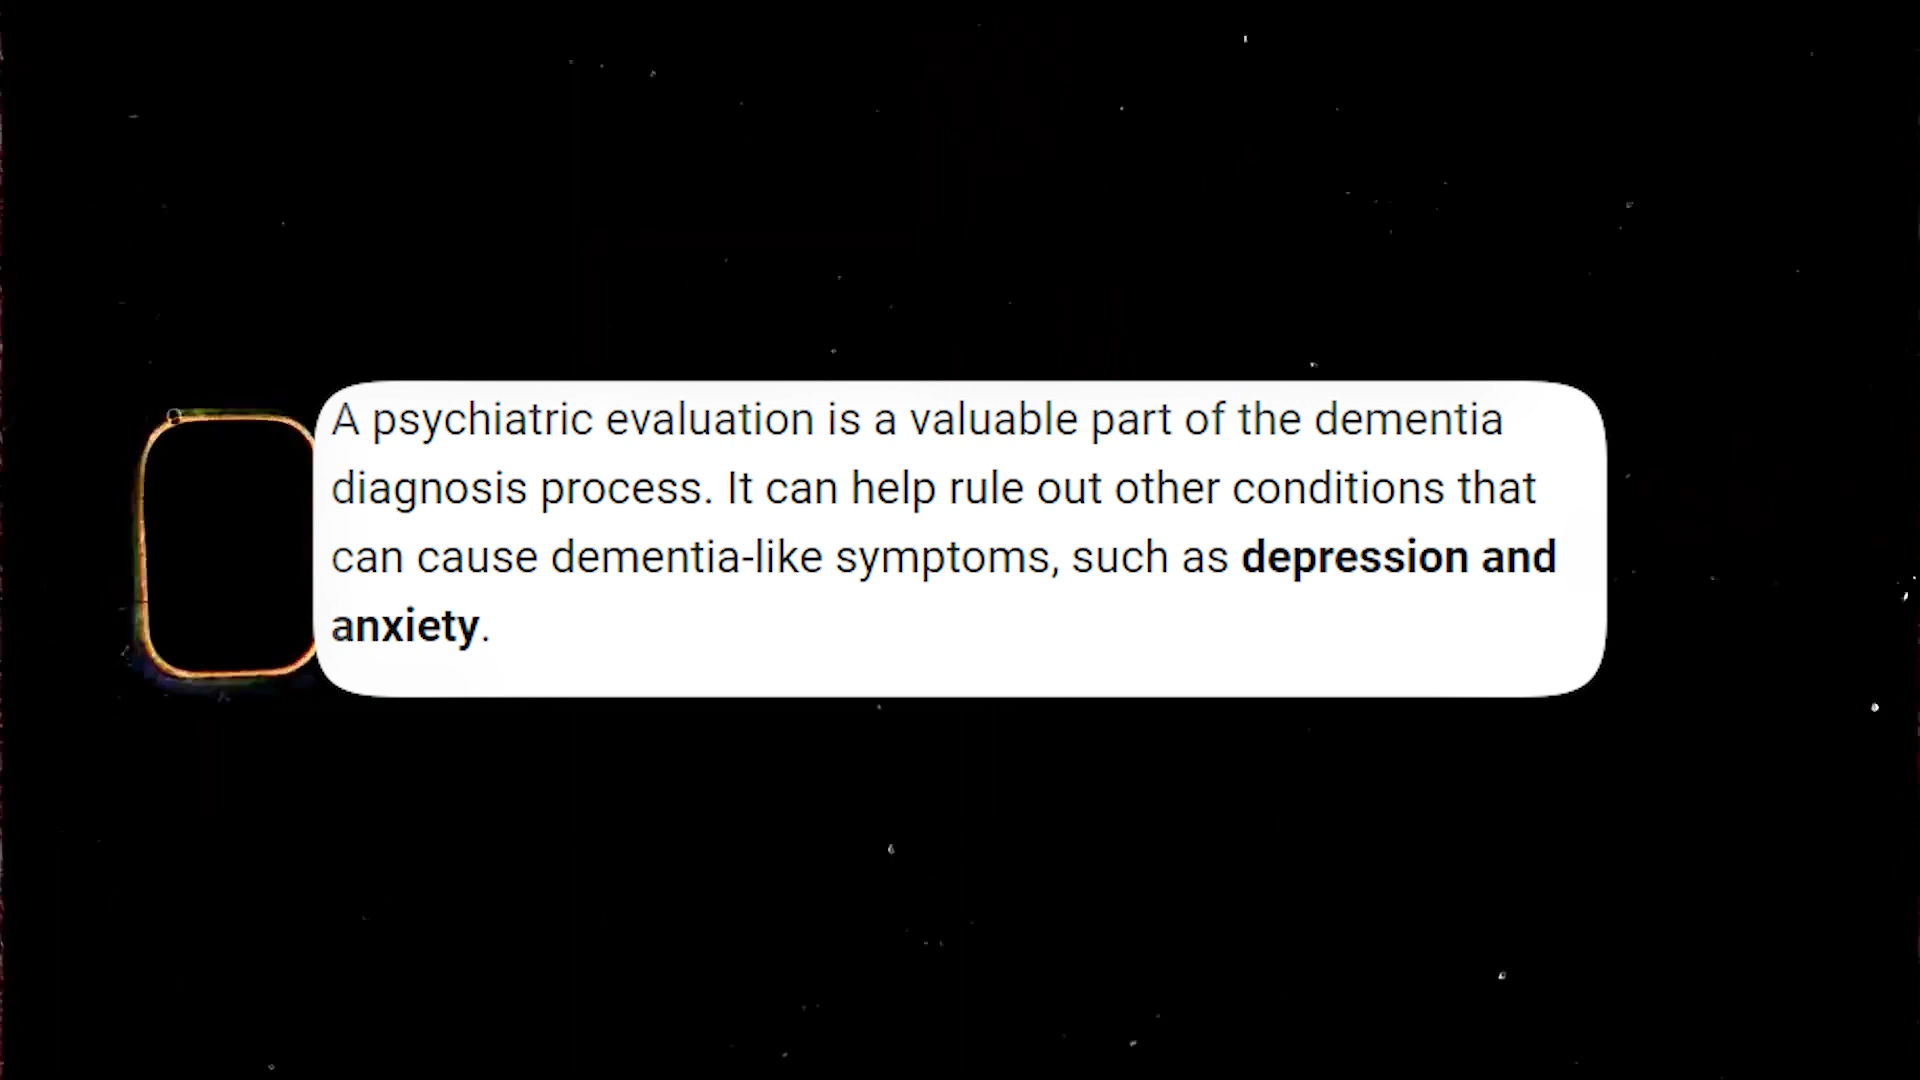 A psychiatric evaluation is a valuable part of the dementia
diagnosis process. It can help rule out other conditions that
can cause dementia-like symptoms, such as depression and
anxiety.